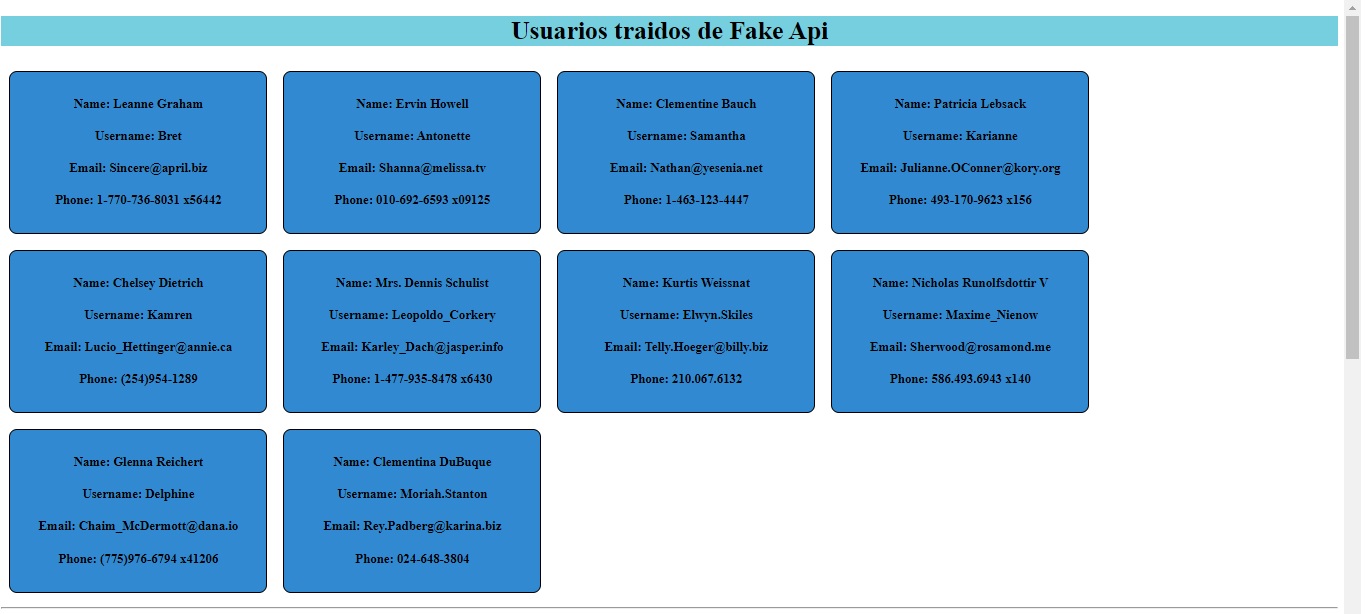 Usuarios traidos de Fake Api
Name: Leanne Graham
Username: Bret
Email: Sincere@april.biz
Phone: 1-770-736-8031 x56442
Name: Ervin Howell
Username: Antonette
Email: Shanna@melissa.tv
Phone: 010-692-6593 x09125
Name: Clementine Bauch
Username: Samantha
Email: Nathan@yesenia.net
Phone: 1-463-123-4447
Name: Patricia Lebsack
Username: Karianne
Email: Julianne.OConner@kory.org
Phone: 493-170-9623 x156
Name: Chelsey Dietrich
Username: Kamren
Email: Lucio_Hettinger@annie.ca
Phone: (254)954-1289
Name: Mrs. Dennis Schulist
Username: Leopoldo_Corkery
Email: Karley_Dach@jasper.info
Phone: 1-477-935-8478 x6430
Name: Kurtis Weissnat
Username: Elwyn.Skiles
Email: Telly.Hoeger@billy.biz
Phone: 210.067.6132
Name: Nicholas Runolfsdottir V
Username: Maxime_Nienow
Email: Sherwood@rosamond.me
Phone: 586.493.6943 x140
Name: Glenna Reichert
Username: Delphine
Email: Chaim_McDermott@dana.io
Phone: (775)976-6794 x41206
Name: Clementina DuBuque
Username: Moriah.Stanton
Email: Rey.Padberg@karina.biz
Phone: 024-648-3804